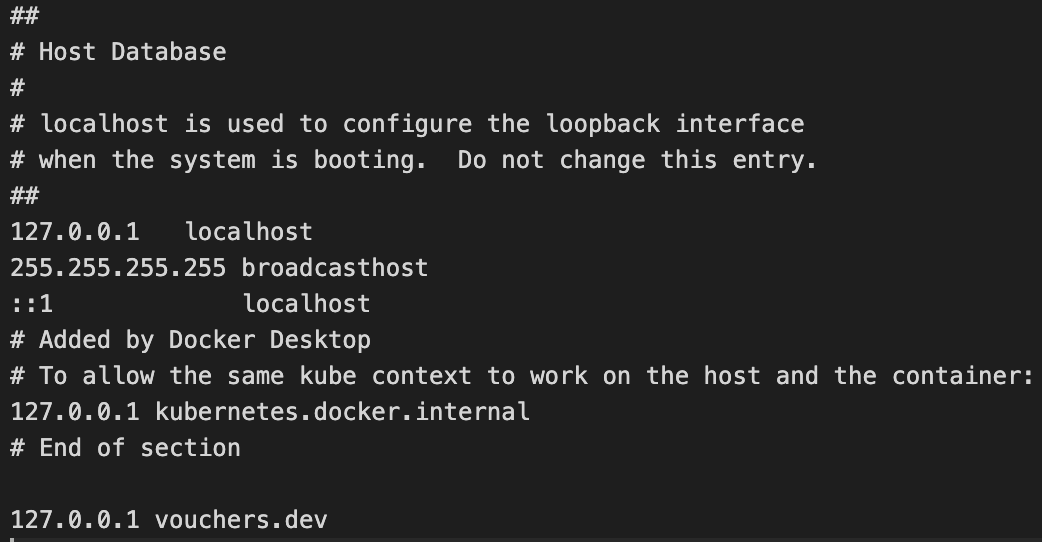 ##
# Host Database
#
# localhost is used to configure the loopback interface
# when the system is booting.  Do not change this entry.
##
127.0.0.1   localhost
255.255.255.255 broadcasthost
::1             localhost
# Added by Docker Desktop
# To allow the same kube context to work on the host and the container:
127.0.0.1 kubernetes.docker.internal
# End of section

127.0.0.1 vouchers.dev